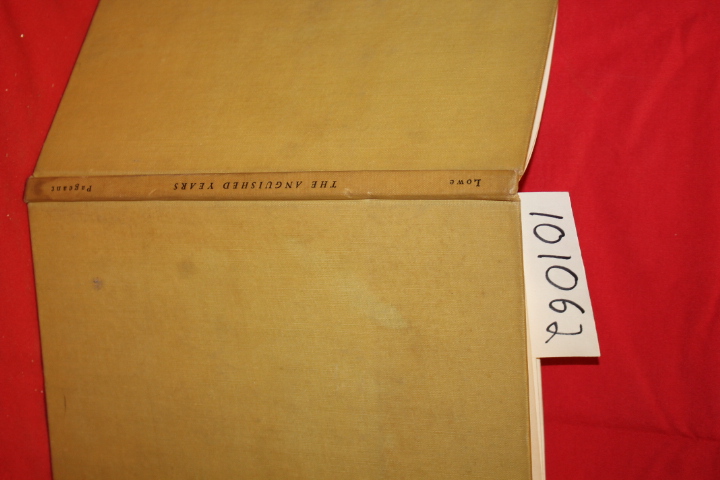 Lowe
THE ANGUISHED YEARS
Pageant
101062